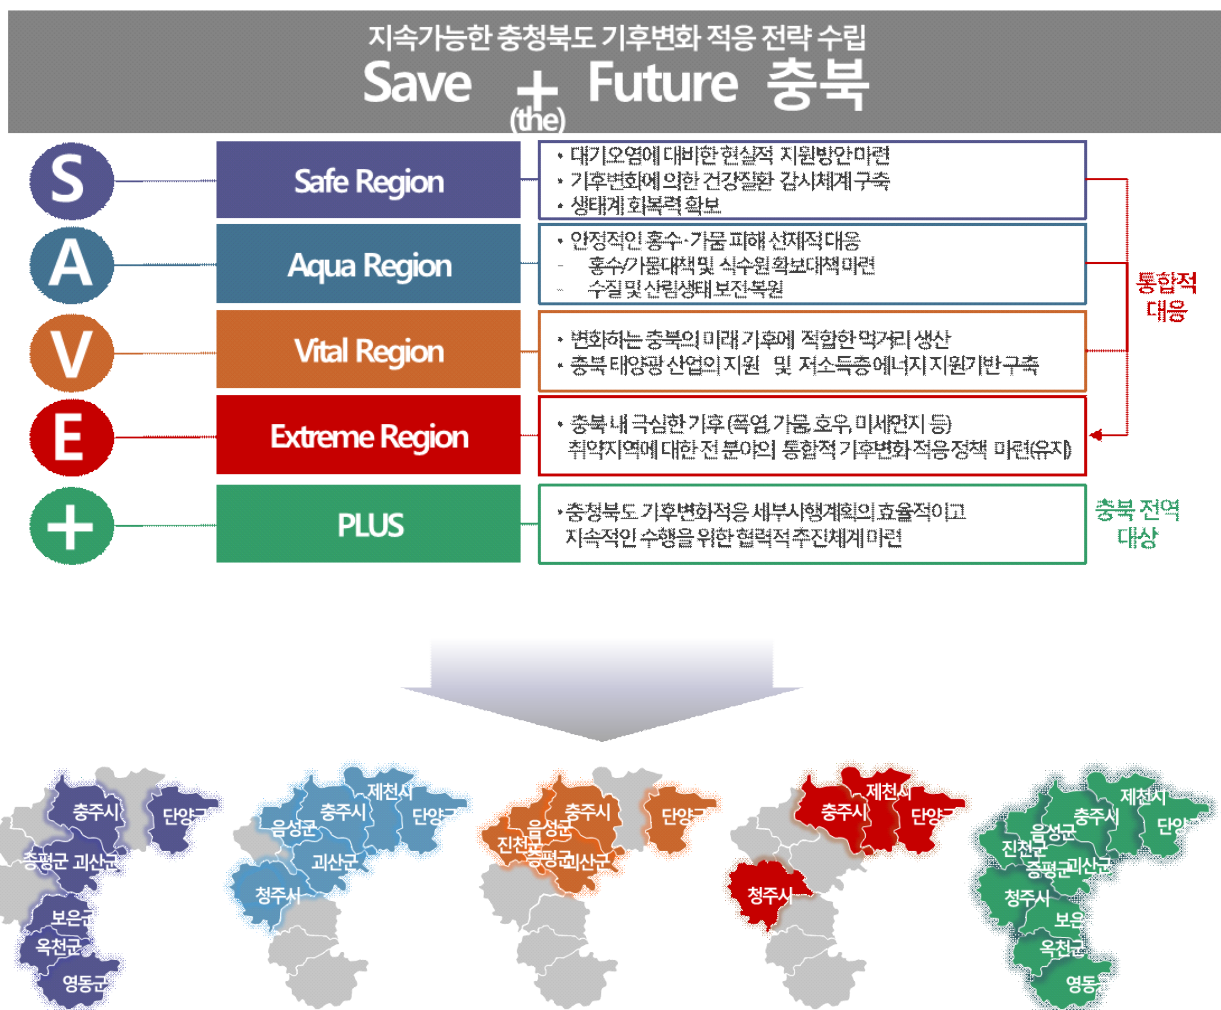 지속가능한 충청북도 기후변화 적응 전략 수립
Save + Future 충북
(the)
S
Safe Region
• 대기오염에 대비한 현실적 지원방안 마련
• 기후변화에 의한 건강질환 감시체계 구축
• 생태계 회복력 확보
A
Aqua Region
• 안정적인 홍수·가뭄 피해 선제적 대응
- 홍수/가뭄대책 및 식수원 확보대책 마련
- 수질 및 산림생태 보전·복원
통합적
대응
V
Vital Region
• 변화하는 충북의 미래 기후에 적합한 먹거리 생산
• 충북 태양광 산업의 지원 및 저소득층 에너지 지원기반 구축
E
Extreme Region
• 충북 내 극심한 기후 (폭염, 가뭄, 호우, 미세먼지 등)
취약지역에 대한 전 분야의 통합적 기후변화 적응정책 마련(유지)
+
PLUS
• 충청북도 기후변화적응 세부시행계획의 효율적이고
지속적인 수행을 위한 협력적 추진체계 마련
충북 전역
대상
충주시
단양군
증평군
괴산군
보은군
옥천군
영동군
제천시
충주시
단양군
음성군
괴산군
청주시
충주시
단양군
음성군
진천군
증평군
괴산군
제천시
충주시
단양군
청주시
제천시
충주시
단양
음성군
진천군
증평군
괴산군
청주시
보은
옥천군
영동